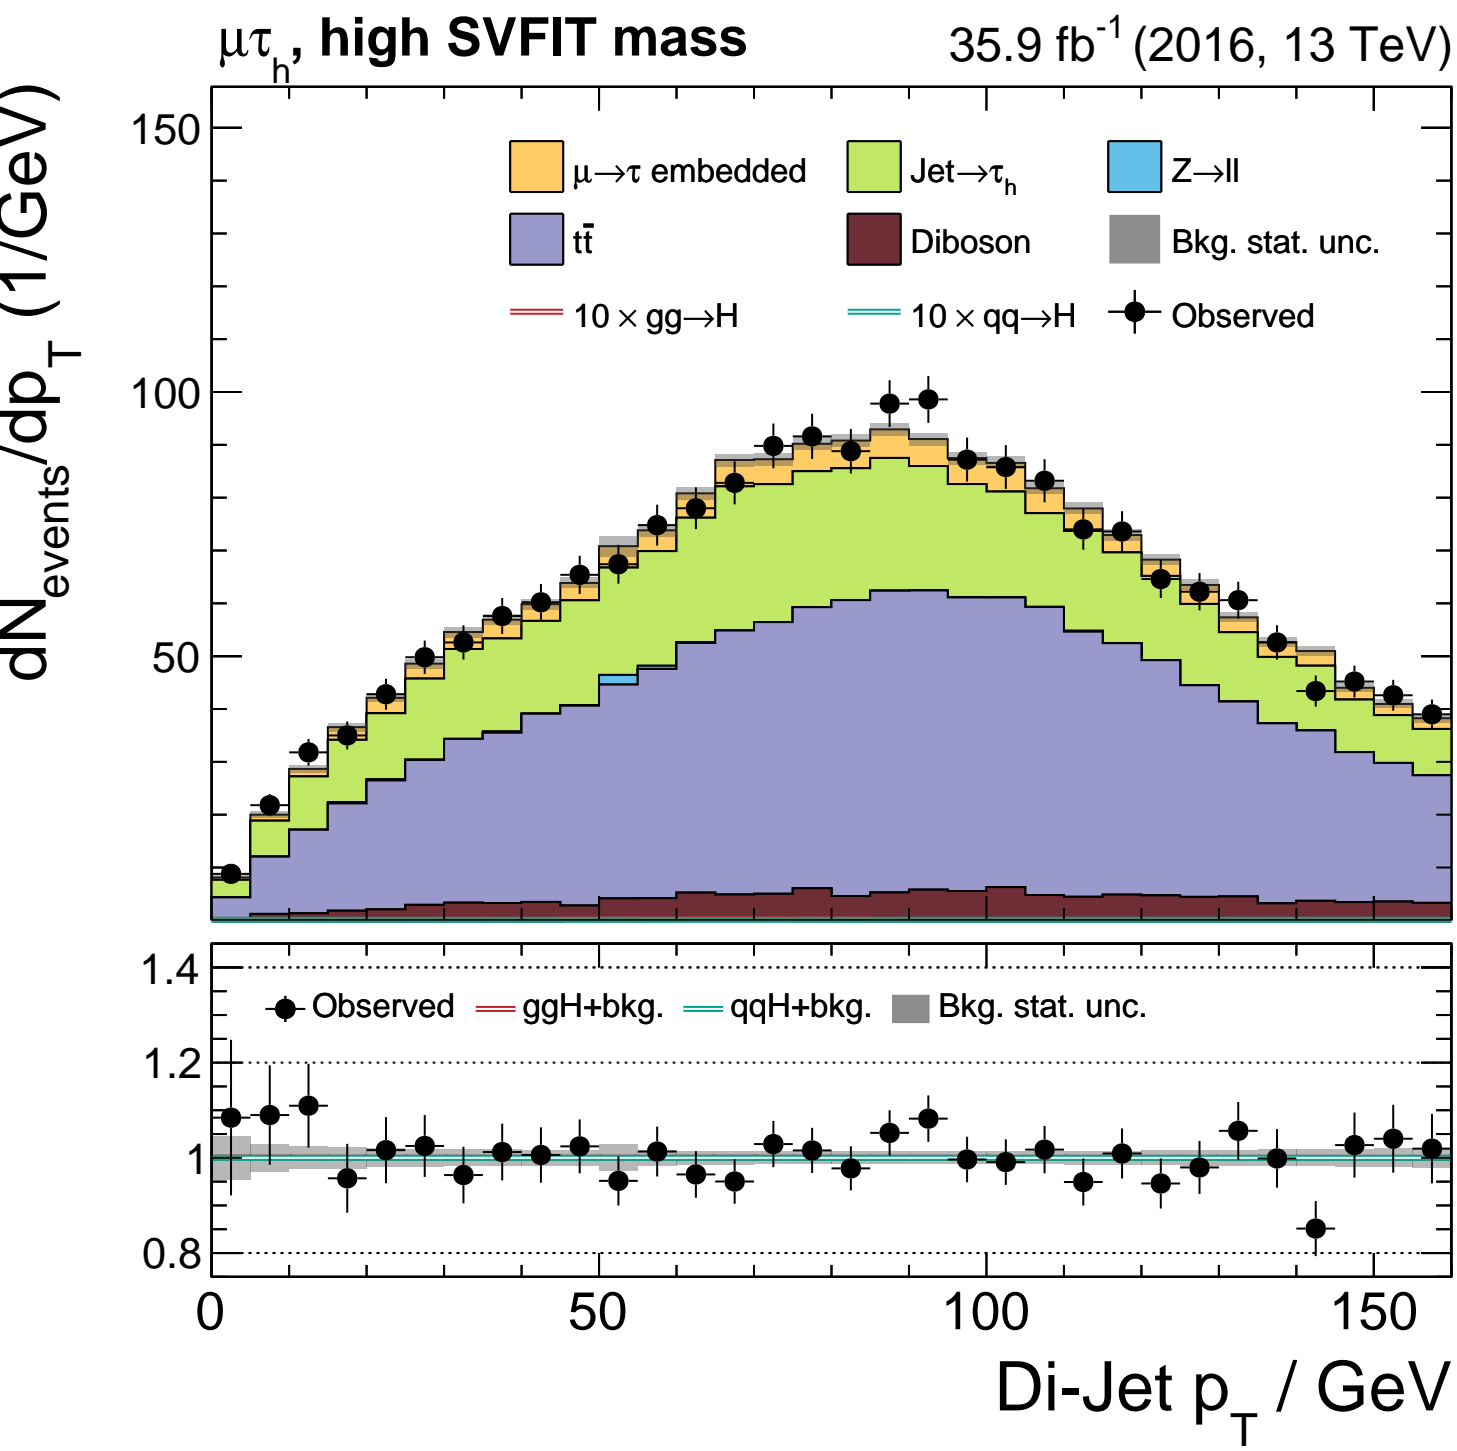 μτh, high SVFIT mass 35.9 fb-1 (2016, 13 TeV)
dNevents/dpT (1/GeV)
150
100
50
μ→τ embedded Jet→τh Z→ll
tt̄ Diboson Bkg. stat. unc.
10 × gg→H 10 × qq→H Observed
1.4
1.2
1
0.8
Observed ggH+bkg. qqH+bkg. Bkg. stat. unc.
0 50 100 150
Di-Jet pT / GeV